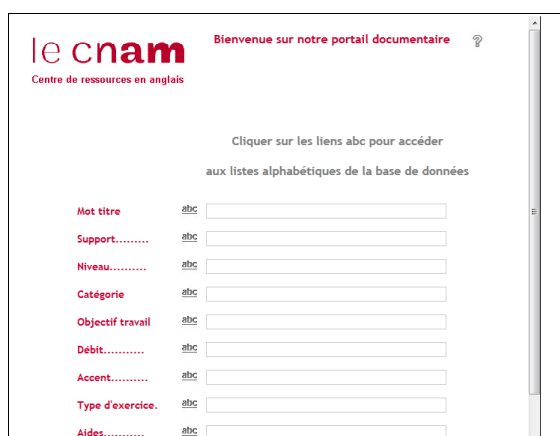 le cnam
Centre de ressources en anglais
Bienvenue sur notre portail documentaire ?
Cliquer sur les liens abc pour accéder
aux listes alphabétiques de la base de données
Mot titre abc
Support......... abc
Niveau.......... abc
Catégorie abc
Objectif travail abc
Débit........... abc
Accent.......... abc
Type d'exercice. abc
Aides........... abc